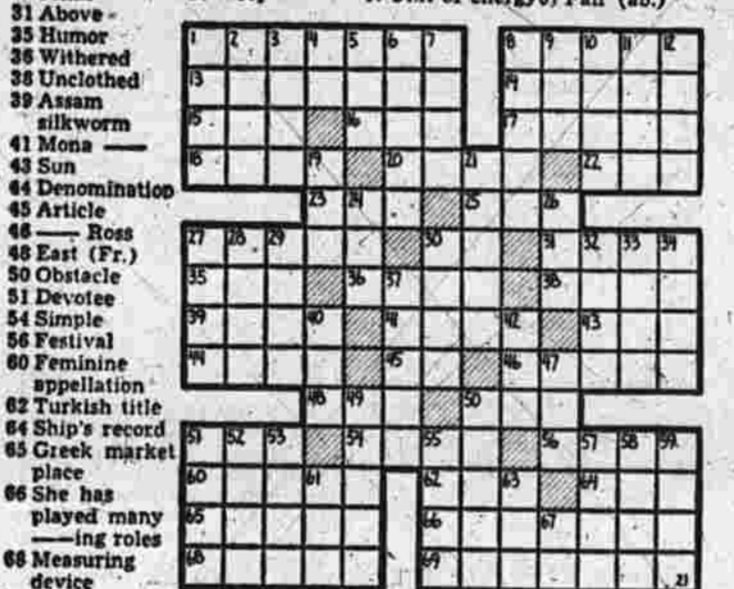 31 Above
35 Humor
36 Withered
38 Unclothed
39 Assam
silkworm
41 Mona ——
43 Sun
44 Denomination
45 Article
46 —— Ross
48 East (Fr.)
50 Obstacle
51 Devotee
54 Simple
56 Festival
60 Feminine
appellation
62 Turkish title
64 Ship's record
65 Greek market
place
66 She has
played many
——ing roles
68 Measuring
device
1 2 3 4 5 6 7 8 9 10 11 12
13 14
15 16 17
18 19 20 21 22
23 24 25 26
27 28 29 30 31 32 33 34
35 36 37 38
39 40 41 42 43
44 45 46 47
48 49 50
51 52 53 54 55 56 57 58 59
60 61 62 63 64
65 66 67
68 69
21